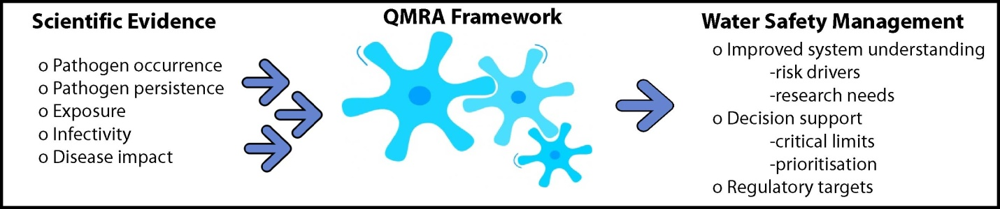 Scientific Evidence
o Pathogen occurrence
o Pathogen persistence
o Exposure
o Infectivity
o Disease impact
QMRA Framework
Water Safety Management
o Improved system understanding
-risk drivers
-research needs
o Decision support
-critical limits
-prioritisation
o Regulatory targets